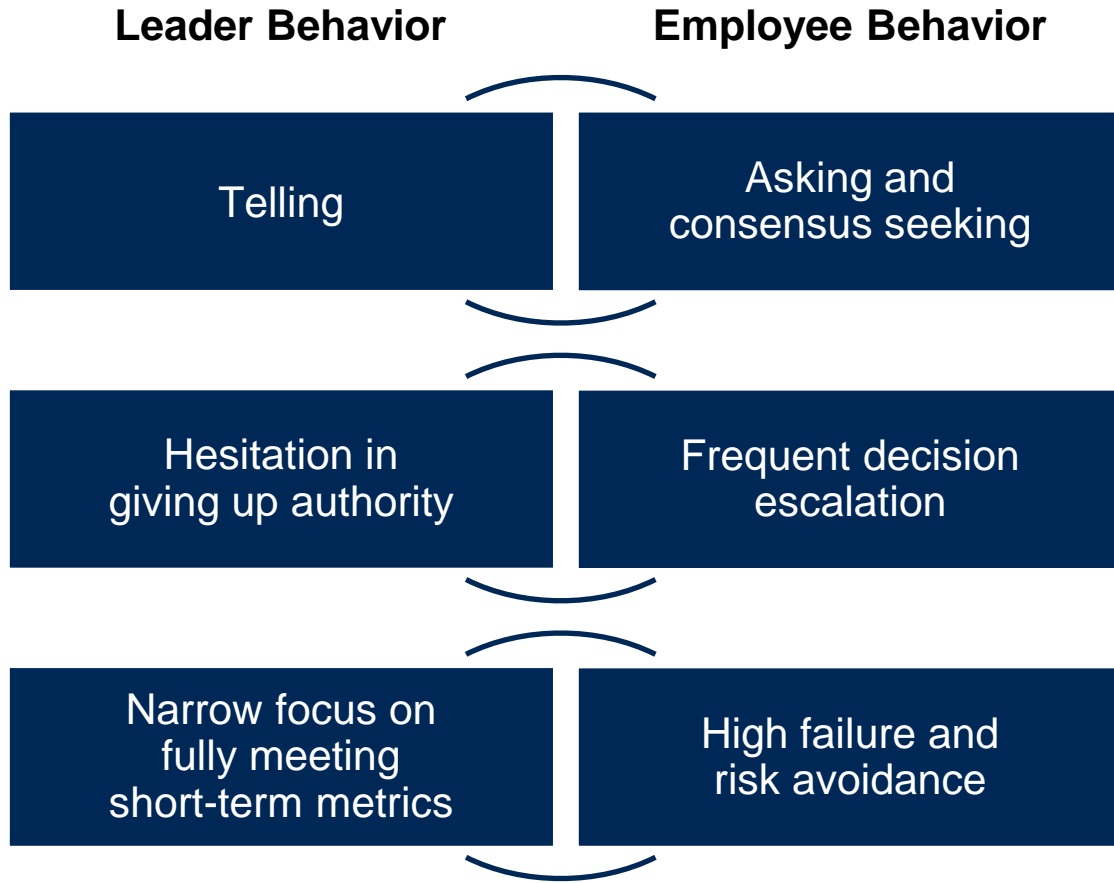 Leader Behavior
Employee Behavior
Telling
Asking and
consensus seeking
Hesitation in
giving up authority
Frequent decision
escalation
Narrow focus on
fully meeting
short-term metrics
High failure and
risk avoidance